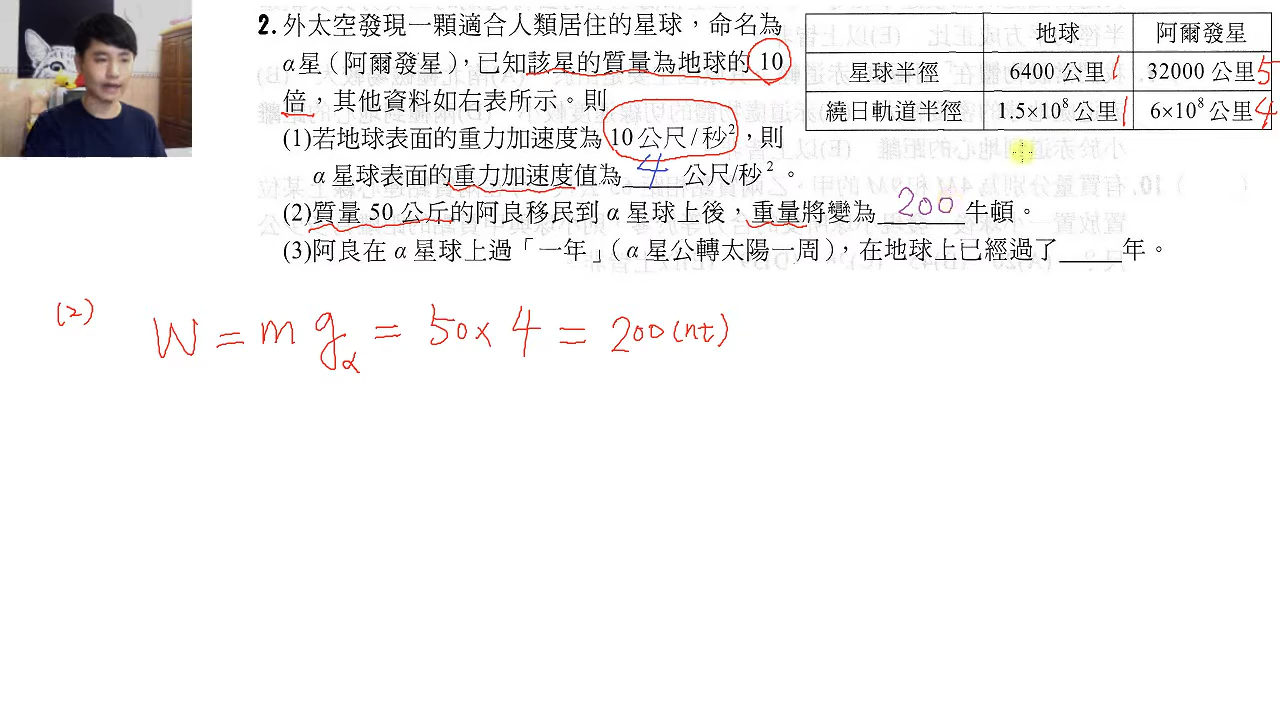 2. 外太空發現一顆適合人類居住的星球，命名為
α星（阿爾發星），已知該星的質量為地球的 10
倍，其他資料如右表所示。則
(1)若地球表面的重力加速度為 10 公尺/秒²，則
α 星球表面的重力加速度值為 4 公尺/秒²。
(2)質量 50 公斤的阿良移民到 α 星球上後，重量將變為 200 牛頓。
(3)阿良在 α 星球上過「一年」（α 星公轉太陽一周），在地球上已經過了_____年。
地球 阿爾發星
星球半徑 6400 公里 1 32000 公里 5
繞日軌道半徑 1.5×10⁸ 公里 1 6×10⁸ 公里 4
(2) W = m gα = 50 × 4 = 200 (nt)